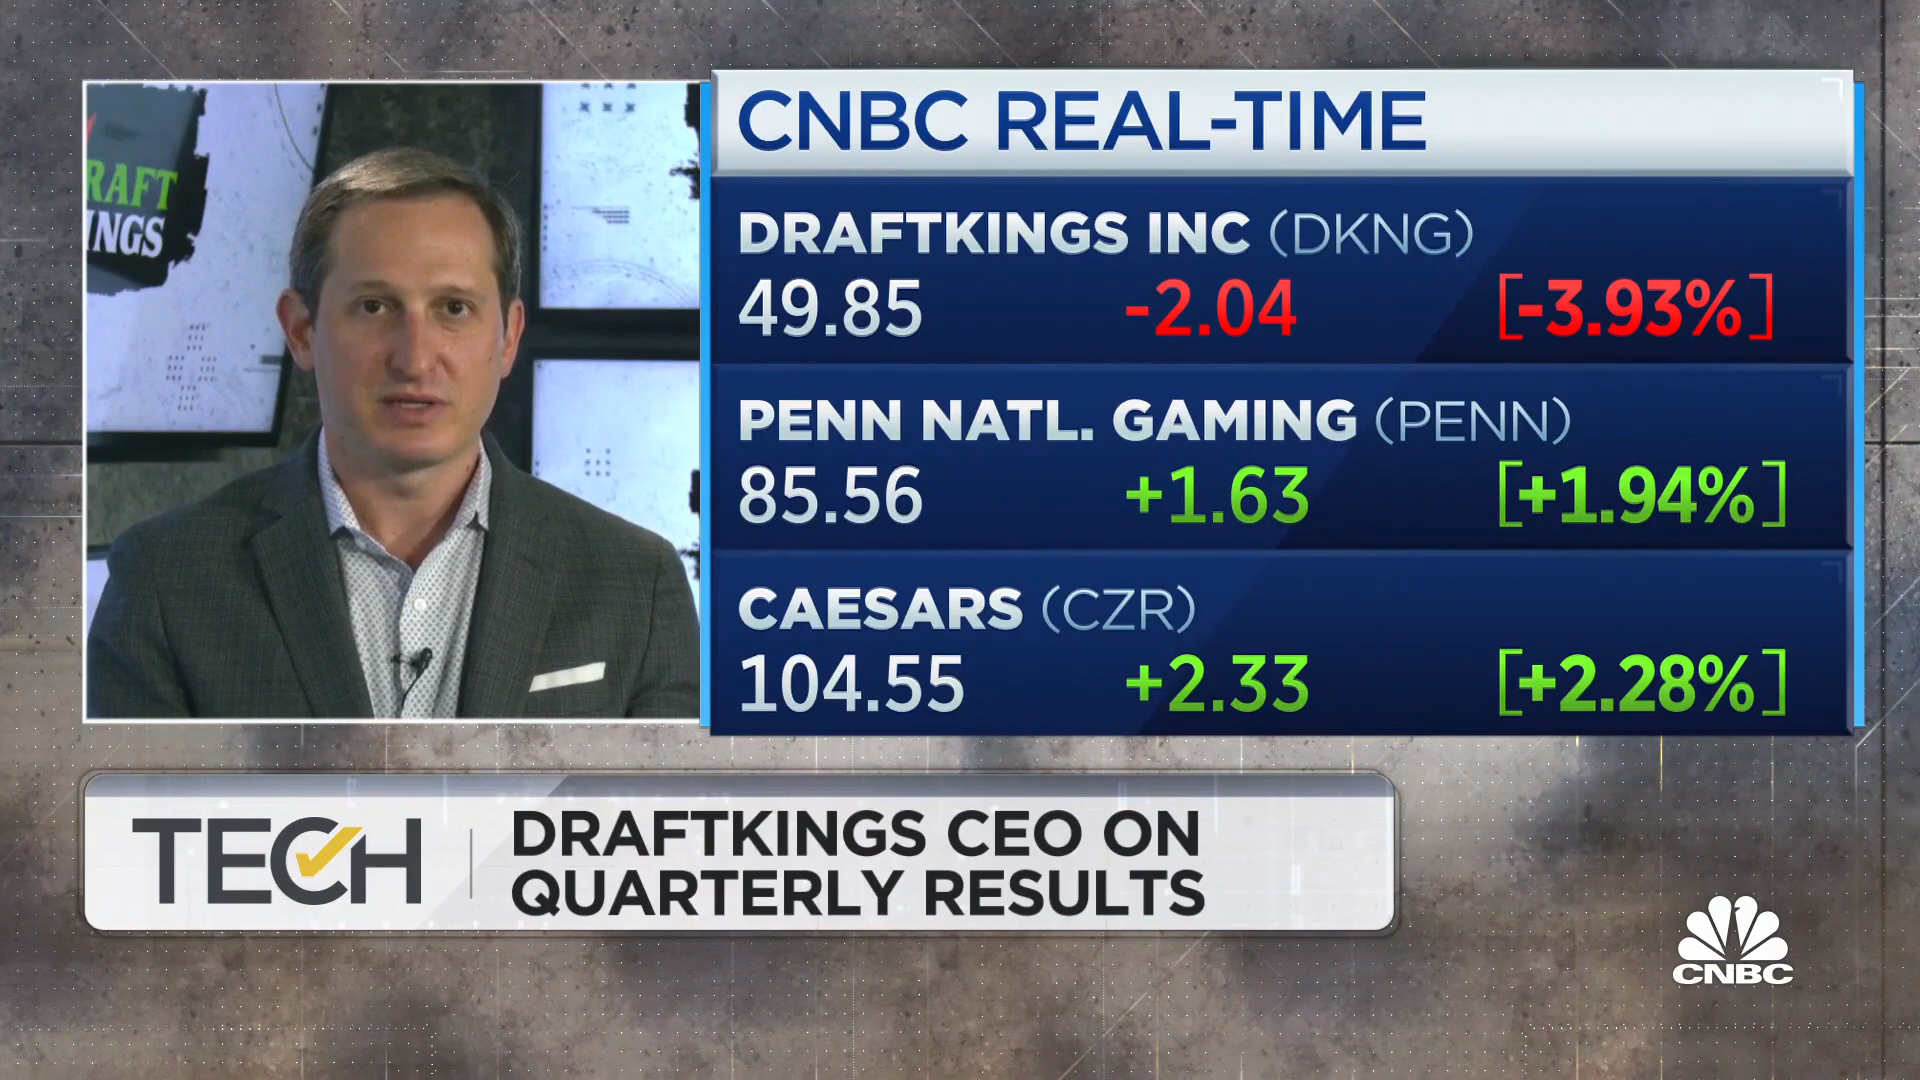 RAFT
INGS
CNBC REAL-TIME
DRAFTKINGS INC (DKNG)
49.85 -2.04 [-3.93%]
PENN NATL. GAMING (PENN)
85.56 +1.63 [+1.94%]
CAESARS (CZR)
104.55 +2.33 [+2.28%]
TECH
DRAFTKINGS CEO ON
QUARTERLY RESULTS
CNBC